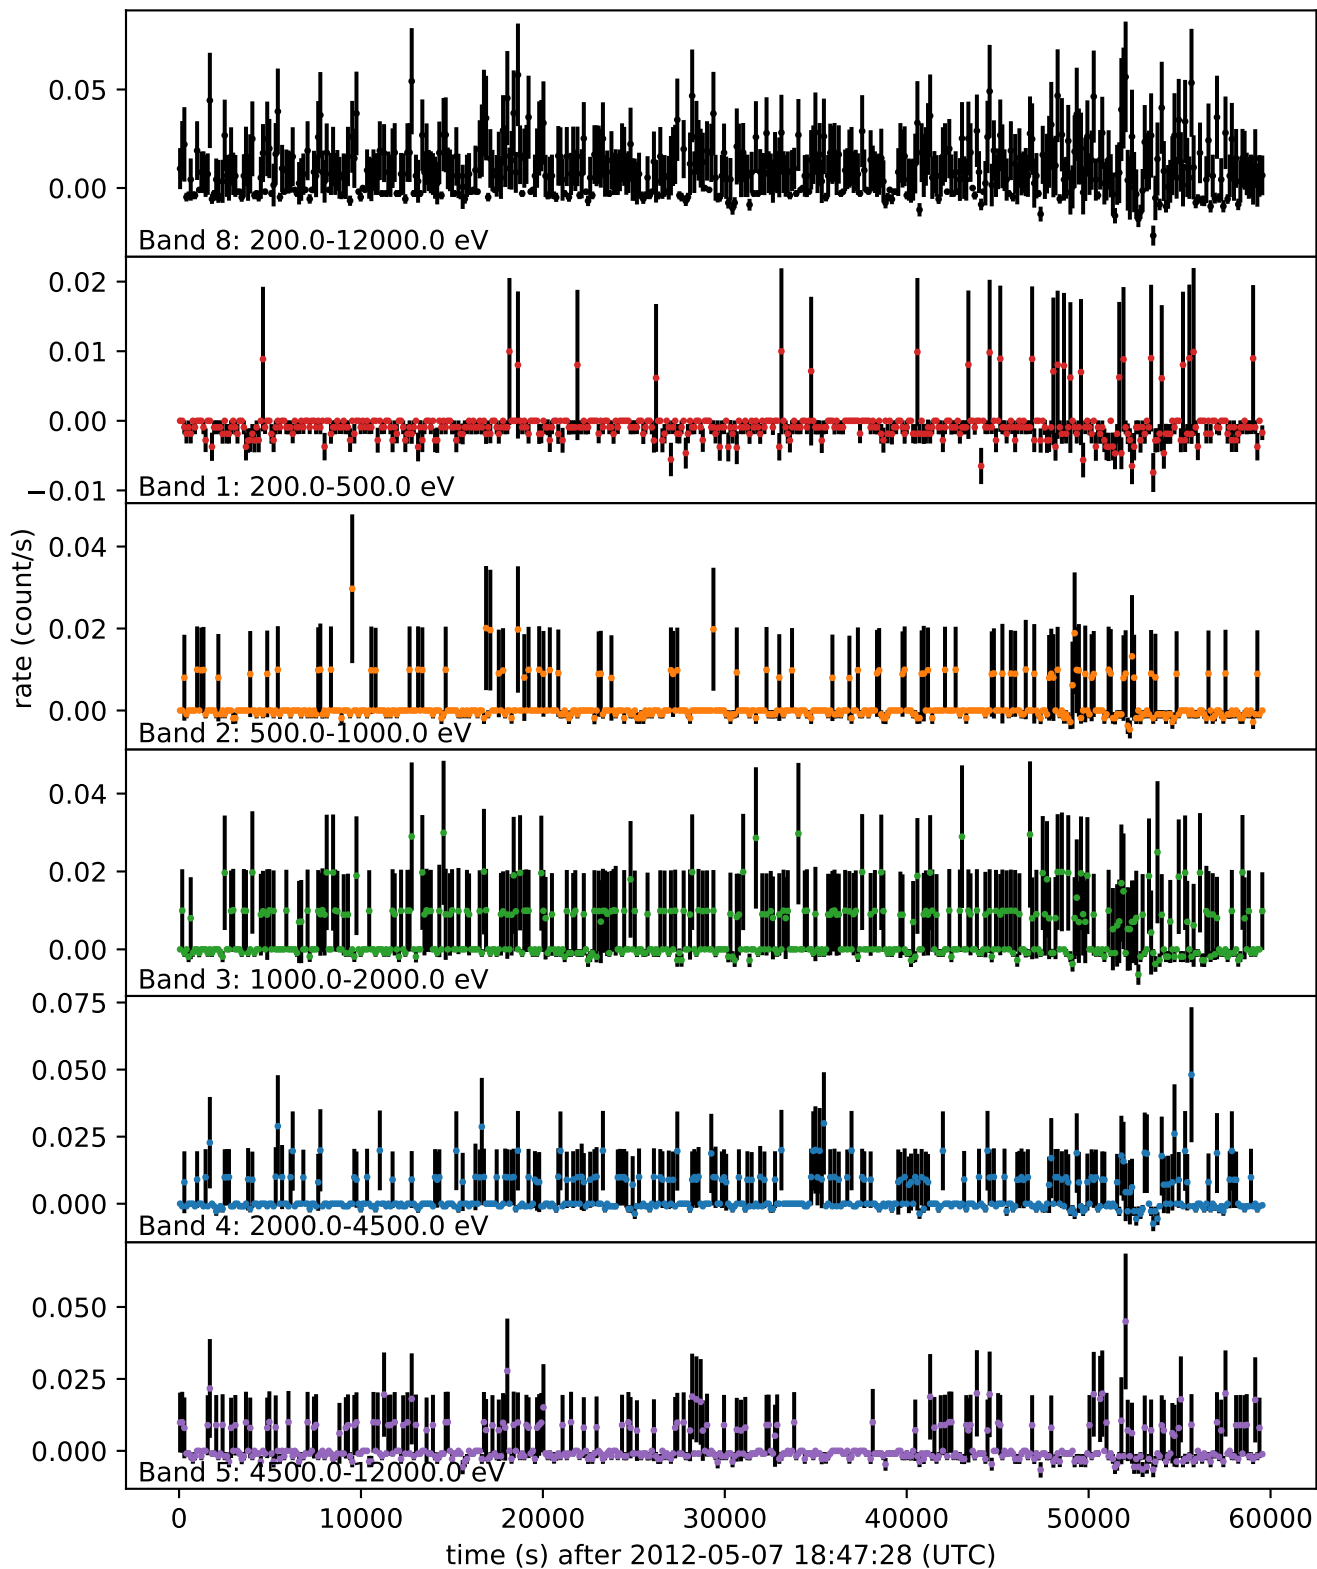 0.05
0.00
Band 8: 200.0-12000.0 eV
0.02
0.01
0.00
−0.01
Band 1: 200.0-500.0 eV
rate (count/s)
0.04
0.02
0.00
Band 2: 500.0-1000.0 eV
0.04
0.02
0.00
Band 3: 1000.0-2000.0 eV
0.075
0.050
0.025
0.000
Band 4: 2000.0-4500.0 eV
0.050
0.025
0.000
Band 5: 4500.0-12000.0 eV
0 10000 20000 30000 40000 50000 60000
time (s) after 2012-05-07 18:47:28 (UTC)